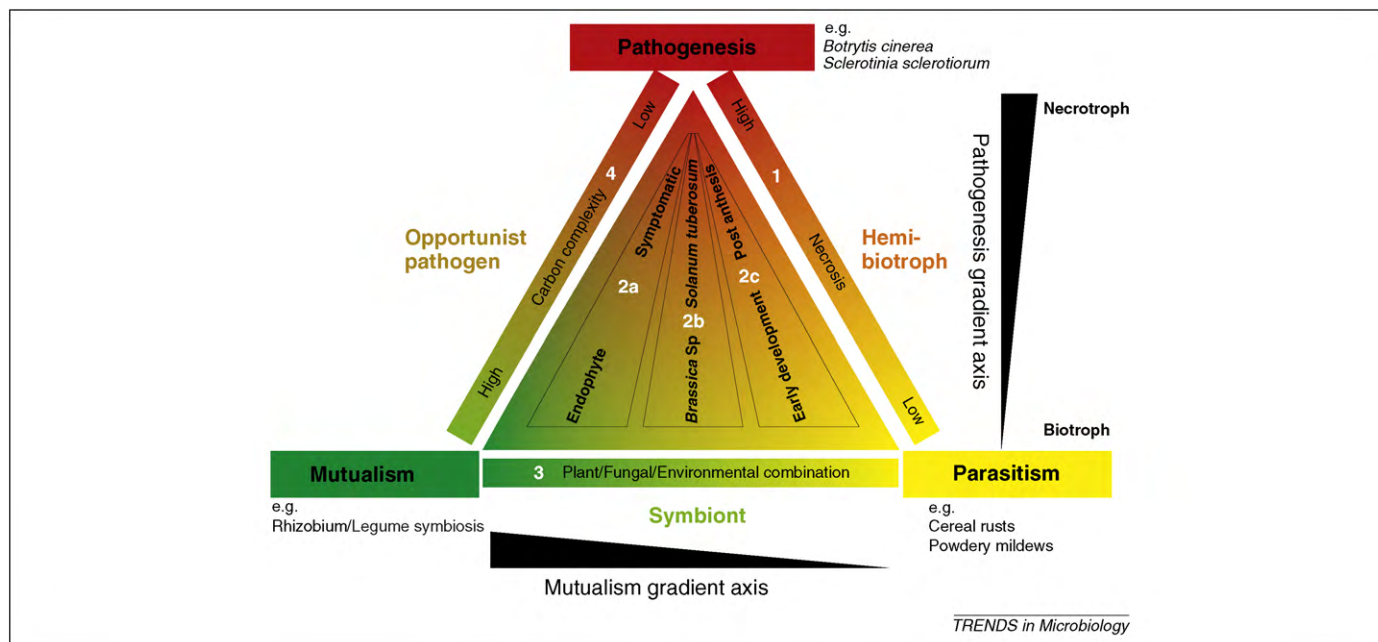 Pathogenesis
e.g.
Botrytis cinerea
Sclerotinia sclerotiorum
Low
4
Carbon complexity
High
High
1
Necrosis
Low
Opportunist
pathogen
Hemi-
biotroph
Symptomatic
2a
Endophyte
Solanum tuberosum
2b
Brassica Sp
Post anthesis
2c
Early development
Necrotroph
Pathogenesis gradient axis
Biotroph
Mutualism
e.g.
Rhizobium/Legume symbiosis
3 Plant/Fungal/Environmental combination
Symbiont
Parasitism
e.g.
Cereal rusts
Powdery mildews
Mutualism gradient axis
TRENDS in Microbiology